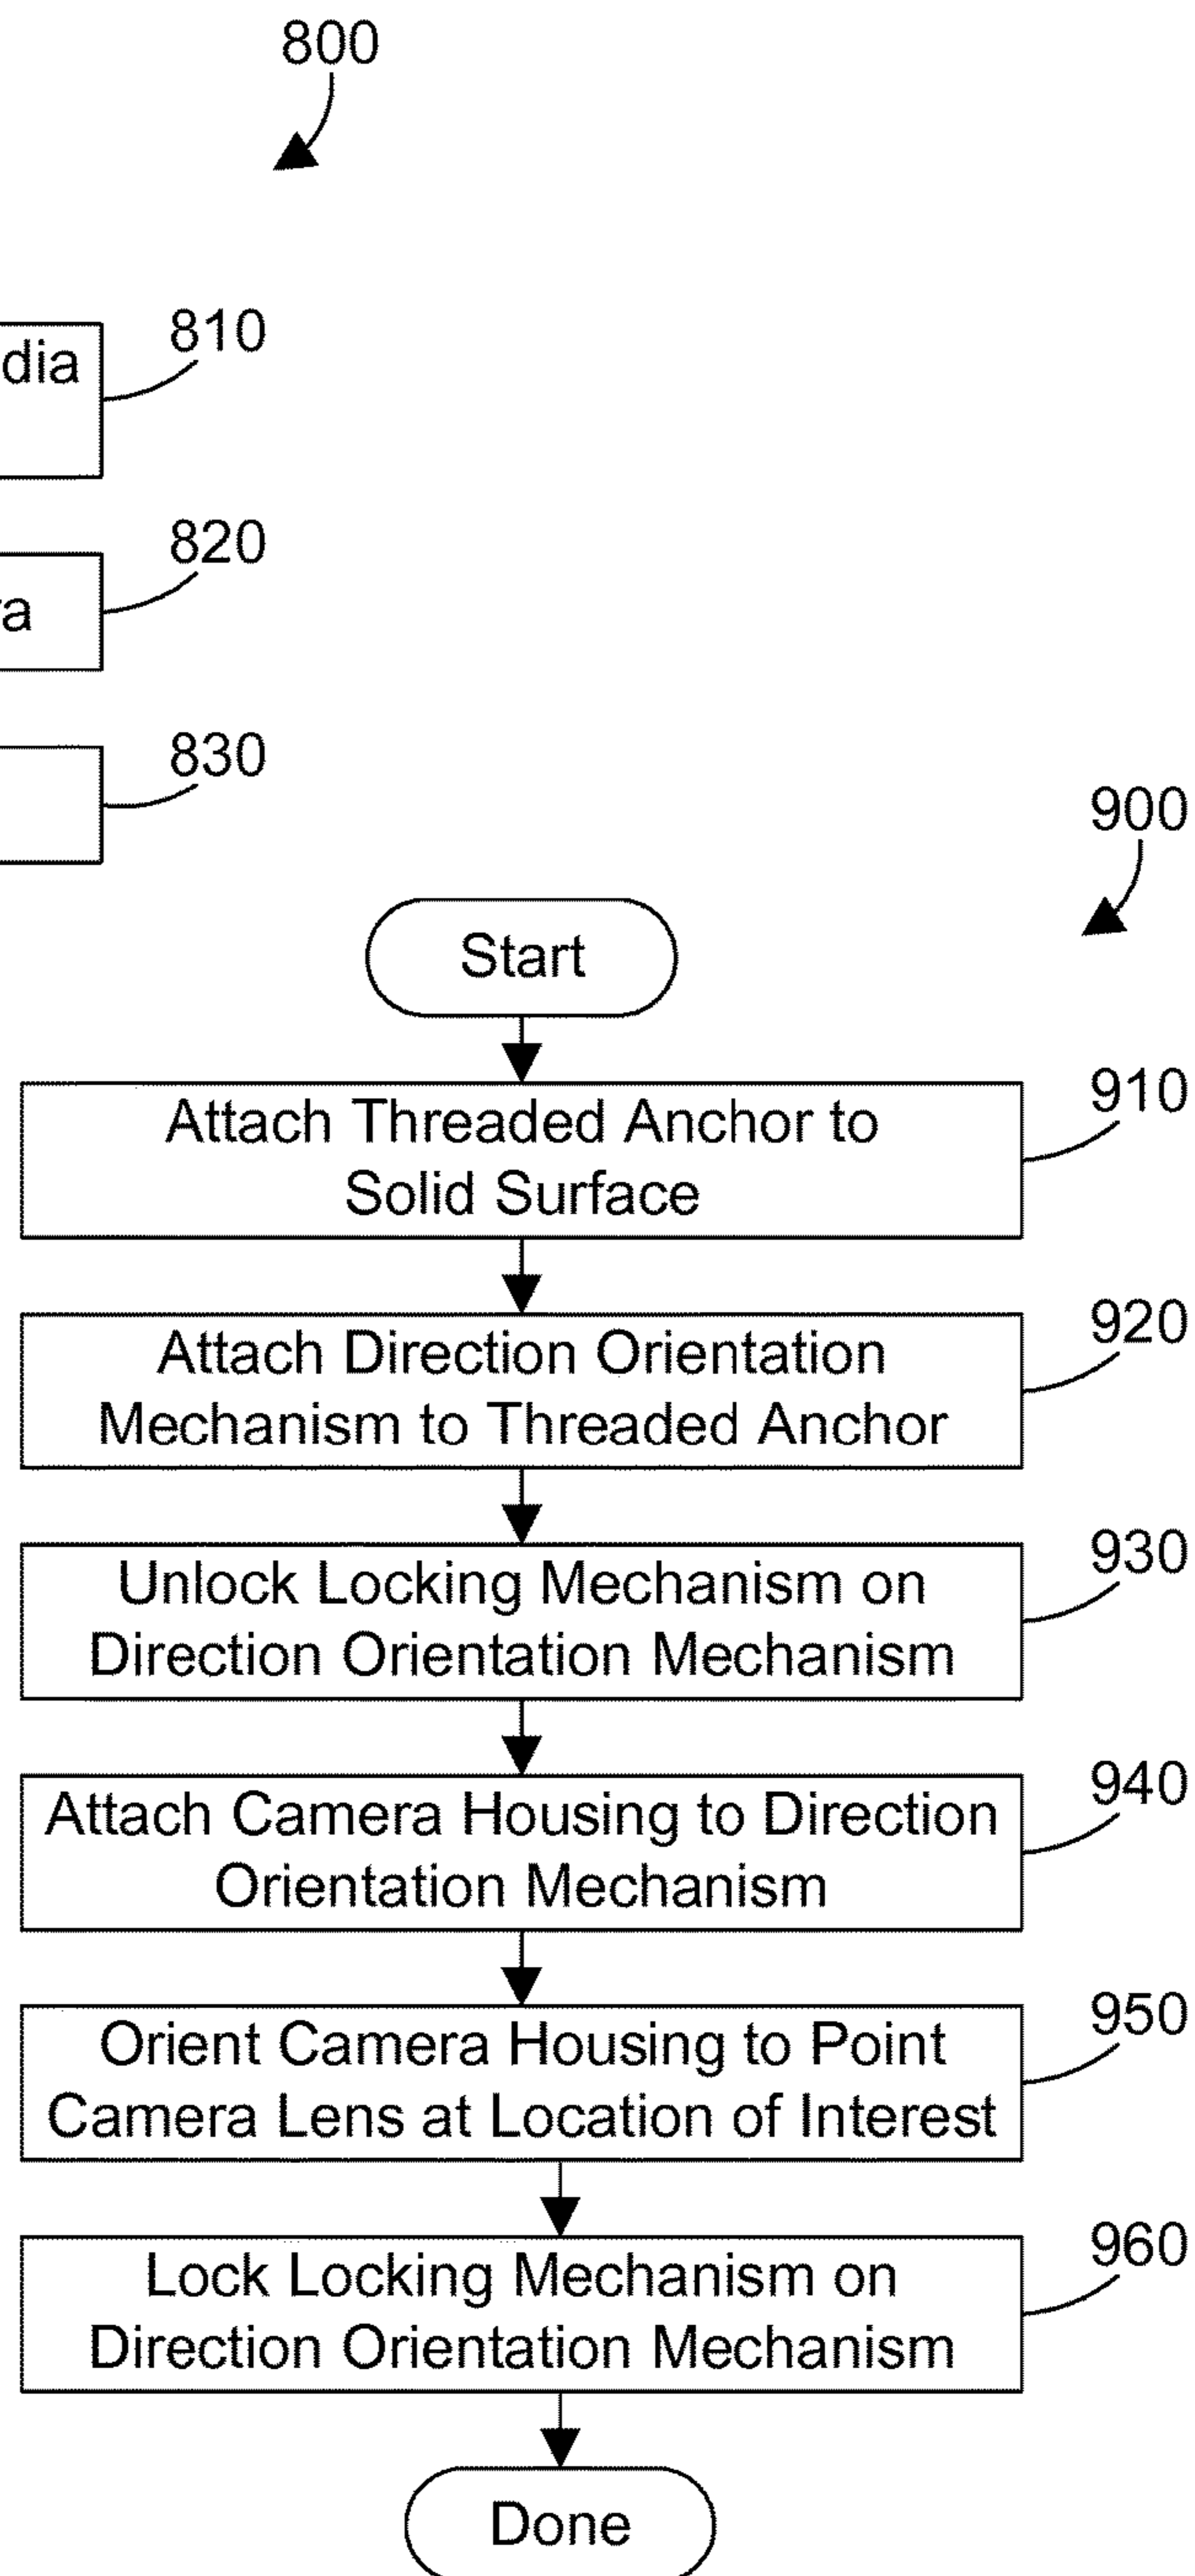 800
dia
810
820
830
900
Start
Attach Threaded Anchor to
Solid Surface
910
Attach Direction Orientation
Mechanism to Threaded Anchor
920
Unlock Locking Mechanism on
Direction Orientation Mechanism
930
Attach Camera Housing to Direction
Orientation Mechanism
940
Orient Camera Housing to Point
Camera Lens at Location of Interest
950
Lock Locking Mechanism on
Direction Orientation Mechanism
960
Done